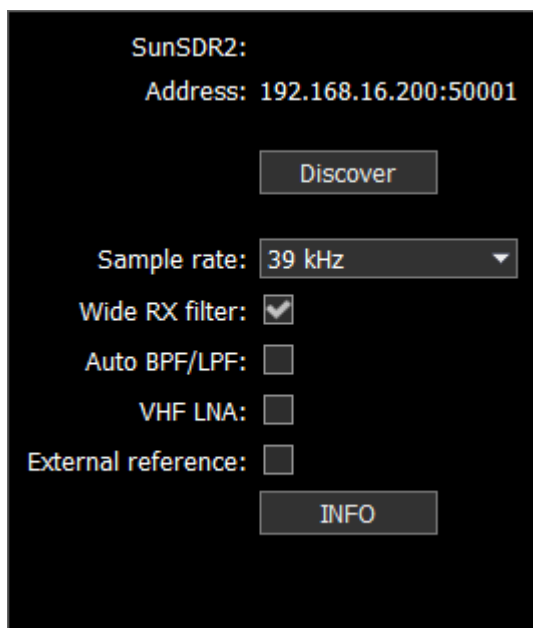 SunSDR2:
Address: 192.168.16.200:50001
Discover
Sample rate: 39 kHz
Wide RX filter:
Auto BPF/LPF:
VHF LNA:
External reference:
INFO